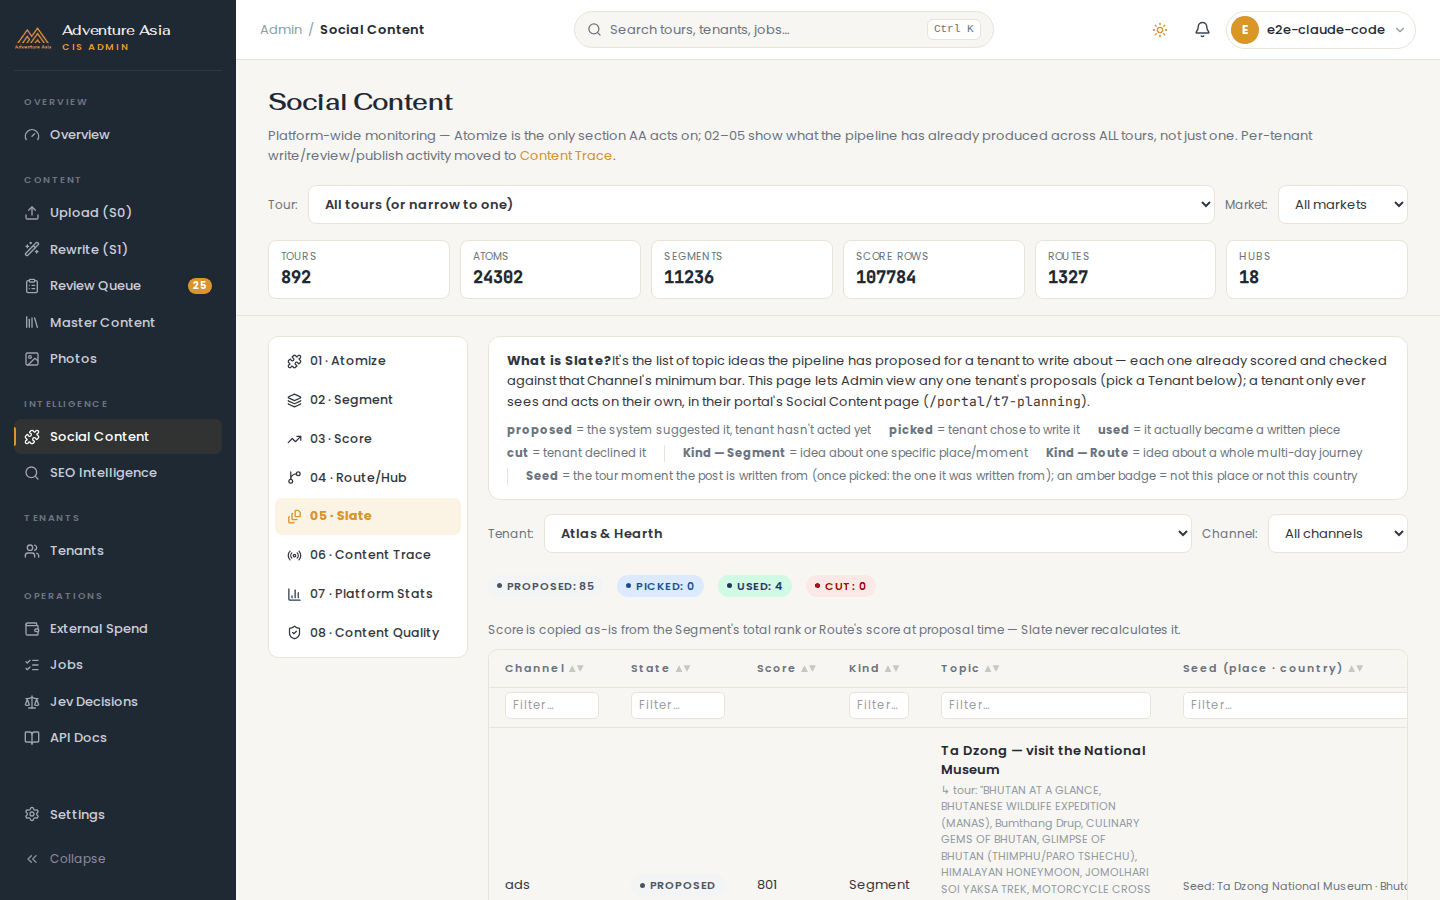 Adventure Asia
CIS ADMIN
Admin / Social Content
Search tours, tenants, jobs...
Ctrl K
E
e2e-claude-code
OVERVIEW
Overview
CONTENT
Upload (S0)
Rewrite (S1)
Review Queue
25
Master Content
Photos
INTELLIGENCE
Social Content
SEO Intelligence
TENANTS
Tenants
OPERATIONS
External Spend
Jobs
Jev Decisions
API Docs
Settings
Collapse
Social Content
Platform-wide monitoring — Atomize is the only section AA acts on; 02–05 show what the pipeline has already produced across ALL tours, not just one. Per-tenant
write/review/publish activity moved to Content Trace.
Tour:
All tours (or narrow to one)
Market:
All markets
TOURS
892
ATOMS
24302
SEGMENTS
11236
SCORE ROWS
107784
ROUTES
1327
HUBS
18
01 · Atomize
02 · Segment
03 · Score
04 · Route/Hub
05 · Slate
06 · Content Trace
07 · Platform Stats
08 · Content Quality
What is Slate?It's the list of topic ideas the pipeline has proposed for a tenant to write about — each one already scored and checked
against that Channel's minimum bar. This page lets Admin view any one tenant's proposals (pick a Tenant below); a tenant only ever
sees and acts on their own, in their portal's Social Content page (/portal/t7-planning).
proposed = the system suggested it, tenant hasn't acted yet picked = tenant chose to write it used = it actually became a written piece
cut = tenant declined it Kind — Segment = idea about one specific place/moment Kind — Route = idea about a whole multi-day journey
Seed = the tour moment the post is written from (once picked: the one it was written from); an amber badge = not this place or not this country
Tenant:
Atlas & Hearth
Channel:
All channels
PROPOSED: 85
PICKED: 0
USED: 4
CUT: 0
Score is copied as-is from the Segment's total rank or Route's score at proposal time — Slate never recalculates it.
Channel ▲▼ State ▲▼ Score ▲▼ Kind ▲▼ Topic ▲▼ Seed (place · country) ▲▼
Filter... Filter... Filter... Filter... Filter...
Ta Dzong — visit the National
Museum
↳ tour: "BHUTAN AT A GLANCE,
BHUTANESE WILDLIFE EXPEDITION
(MANAS), Bumthang Drup, CULINARY
GEMS OF BHUTAN, GLIMPSE OF
BHUTAN (THIMPHU/PARO TSHECHU),
HIMALAYAN HONEYMOON, JOMOLHARI
SOI YAKSA TREK, MOTORCYCLE CROSS
ads
PROPOSED
801
Segment
Seed: Ta Dzong National Museum · Bhut